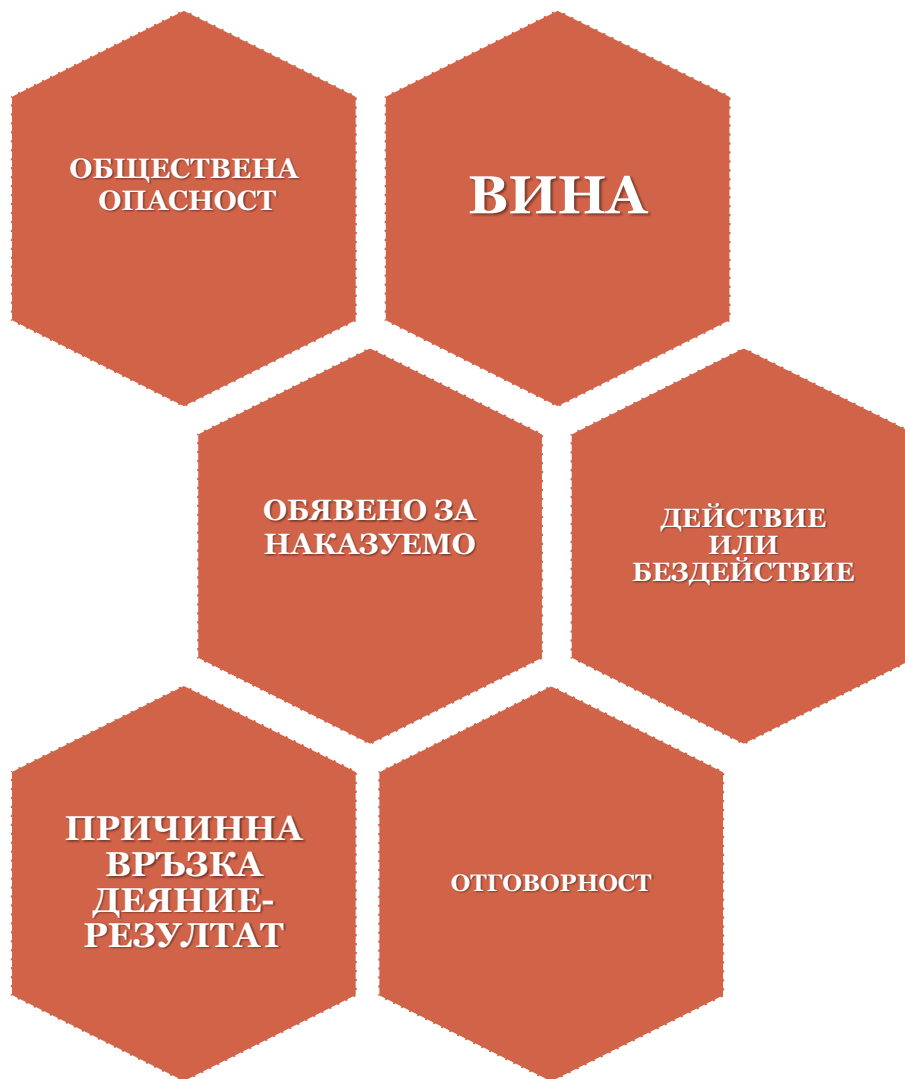 ОБЩЕСТВЕНА
ОПАСНОСТ
ВИНА
ОБЯВЕНО ЗА
НАКАЗУЕМО
ДЕЙСТВИЕ
ИЛИ
БЕЗДЕЙСТВИЕ
ПРИЧИННА
ВРЪЗКА
ДЕЯНИЕ-
РЕЗУЛТАТ
ОТГОВОРНОСТ